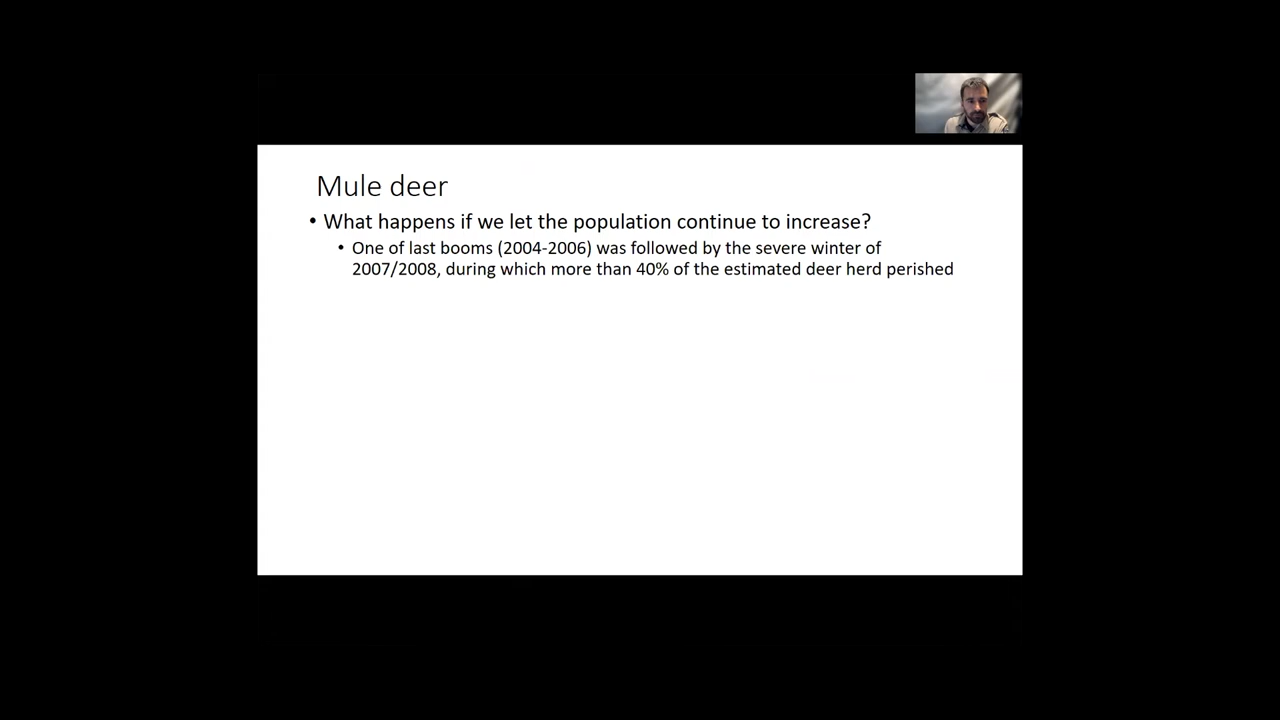 Mule deer
• What happens if we let the population continue to increase?
• One of last booms (2004-2006) was followed by the severe winter of
2007/2008, during which more than 40% of the estimated deer herd perished